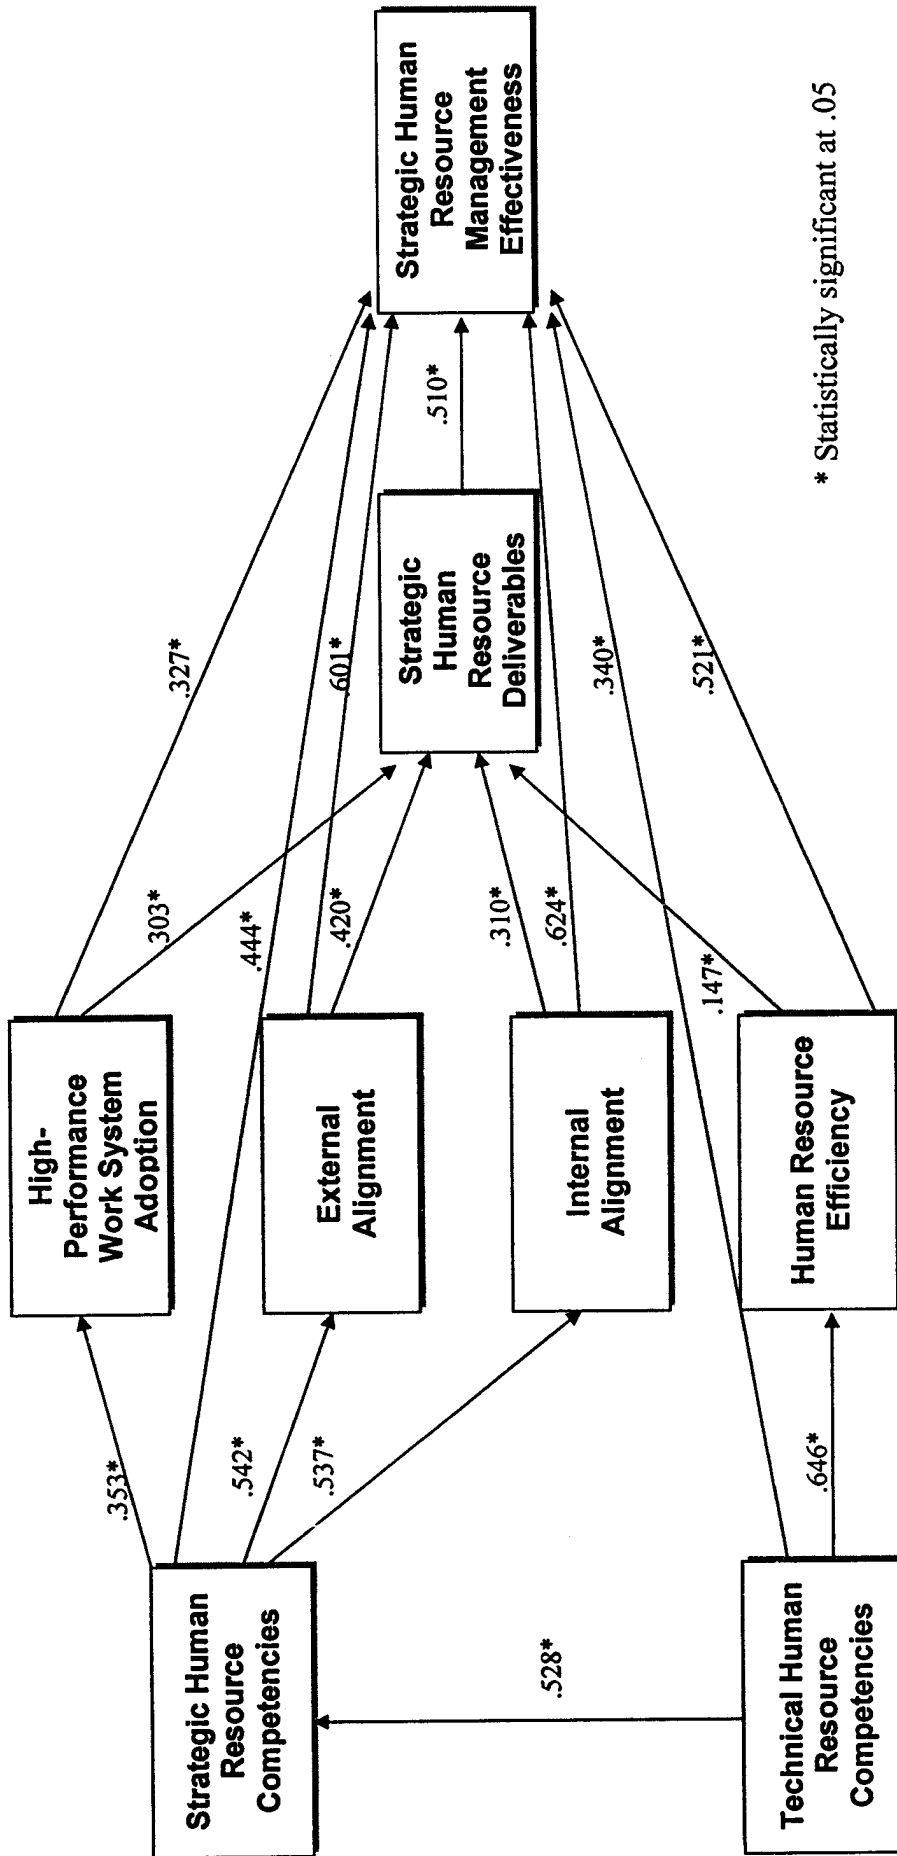 Strategic Human
Resource
Competencies
Technical Human
Resource
Competencies
.528*
.353*
.542*
.537*
.646*
High-
Performance
Work System
Adoption
External
Alignment
Internal
Alignment
Human Resource
Efficiency
.303*
.444*
.420*
.310*
.624*
.147*
.327*
.601*
.340*
.521*
Strategic
Human
Resource
Deliverables
.510*
Strategic Human
Resource
Management
Effectiveness
* Statistically significant at .05